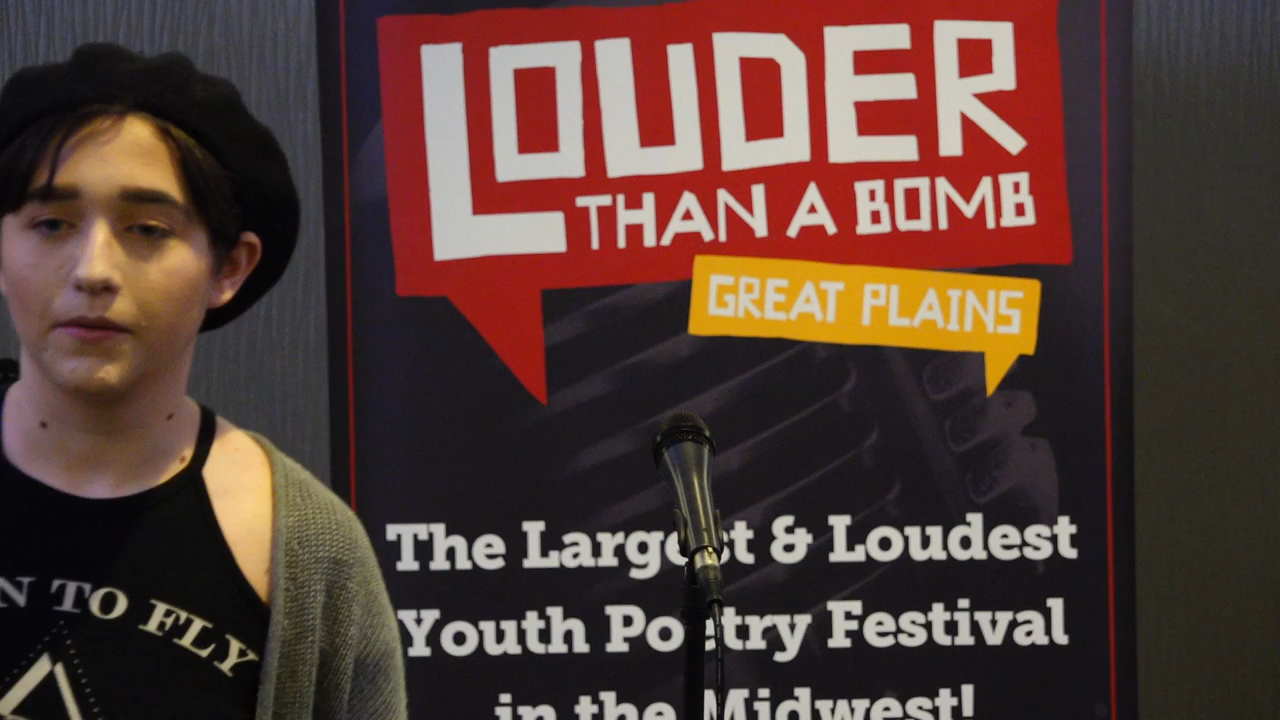 LOUDER
THAN A BOMB
GREAT PLAINS
The Largest & Loudest
Youth Poetry Festival
in the Midwest!
N TO FLY